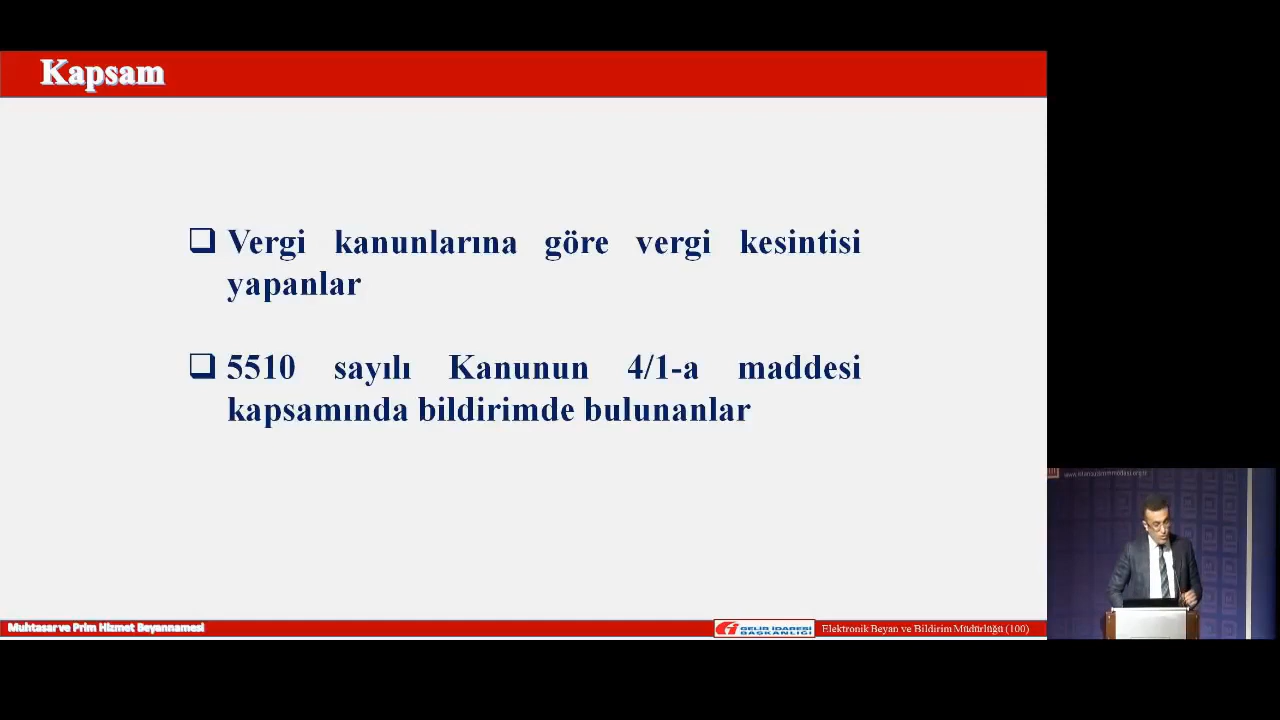 Kapsam
Vergi kanunlarına göre vergi kesintisi
yapanlar
5510 sayılı Kanunun 4/1-a maddesi
kapsamında bildirimde bulunanlar
Muhtasar ve Prim Hizmet Beyannamesi
GELİR İDARESİ
BAŞKANLIĞI
Elektronik Beyan ve Bildirim Müdürlüğü (100)